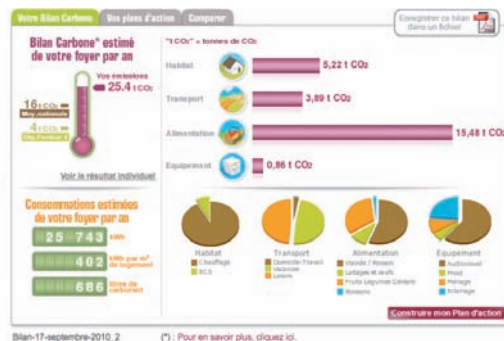 Votre Bilan Carbone
Vos plans d'action
Comparer
Enregistrer ce bilan
dans un fichier
Bilan Carbone* estimé
de votre foyer par an
Vos émissions
25.4 t CO₂
16 t CO₂
Moy. nationale
4 t CO₂
Voir le résultat individuel
"t CO₂" = tonnes de CO₂
Habitat
5,22 t CO₂
Transport
3,89 t CO₂
Alimentation
15,48 t CO₂
Equipement
0,86 t CO₂
Consommations estimées
de votre foyer par an
25 743 kWh
402 kWh par m²
de logement
686 litres de
carburant
Habitat
Chauffage
ECS
Transport
Domicile-Travail
Vacances
Loisirs
Alimentation
Viande / Poisson
Laitages et œufs
Fruits Légumes Céréales
Boissons
Equipement
Audiovisuel
Froid
Ménage
Eclairage
Construire mon Plan d'action
Bilan-17-septembre-2010_2
(*) : Pour en savoir plus, cliquez ici.